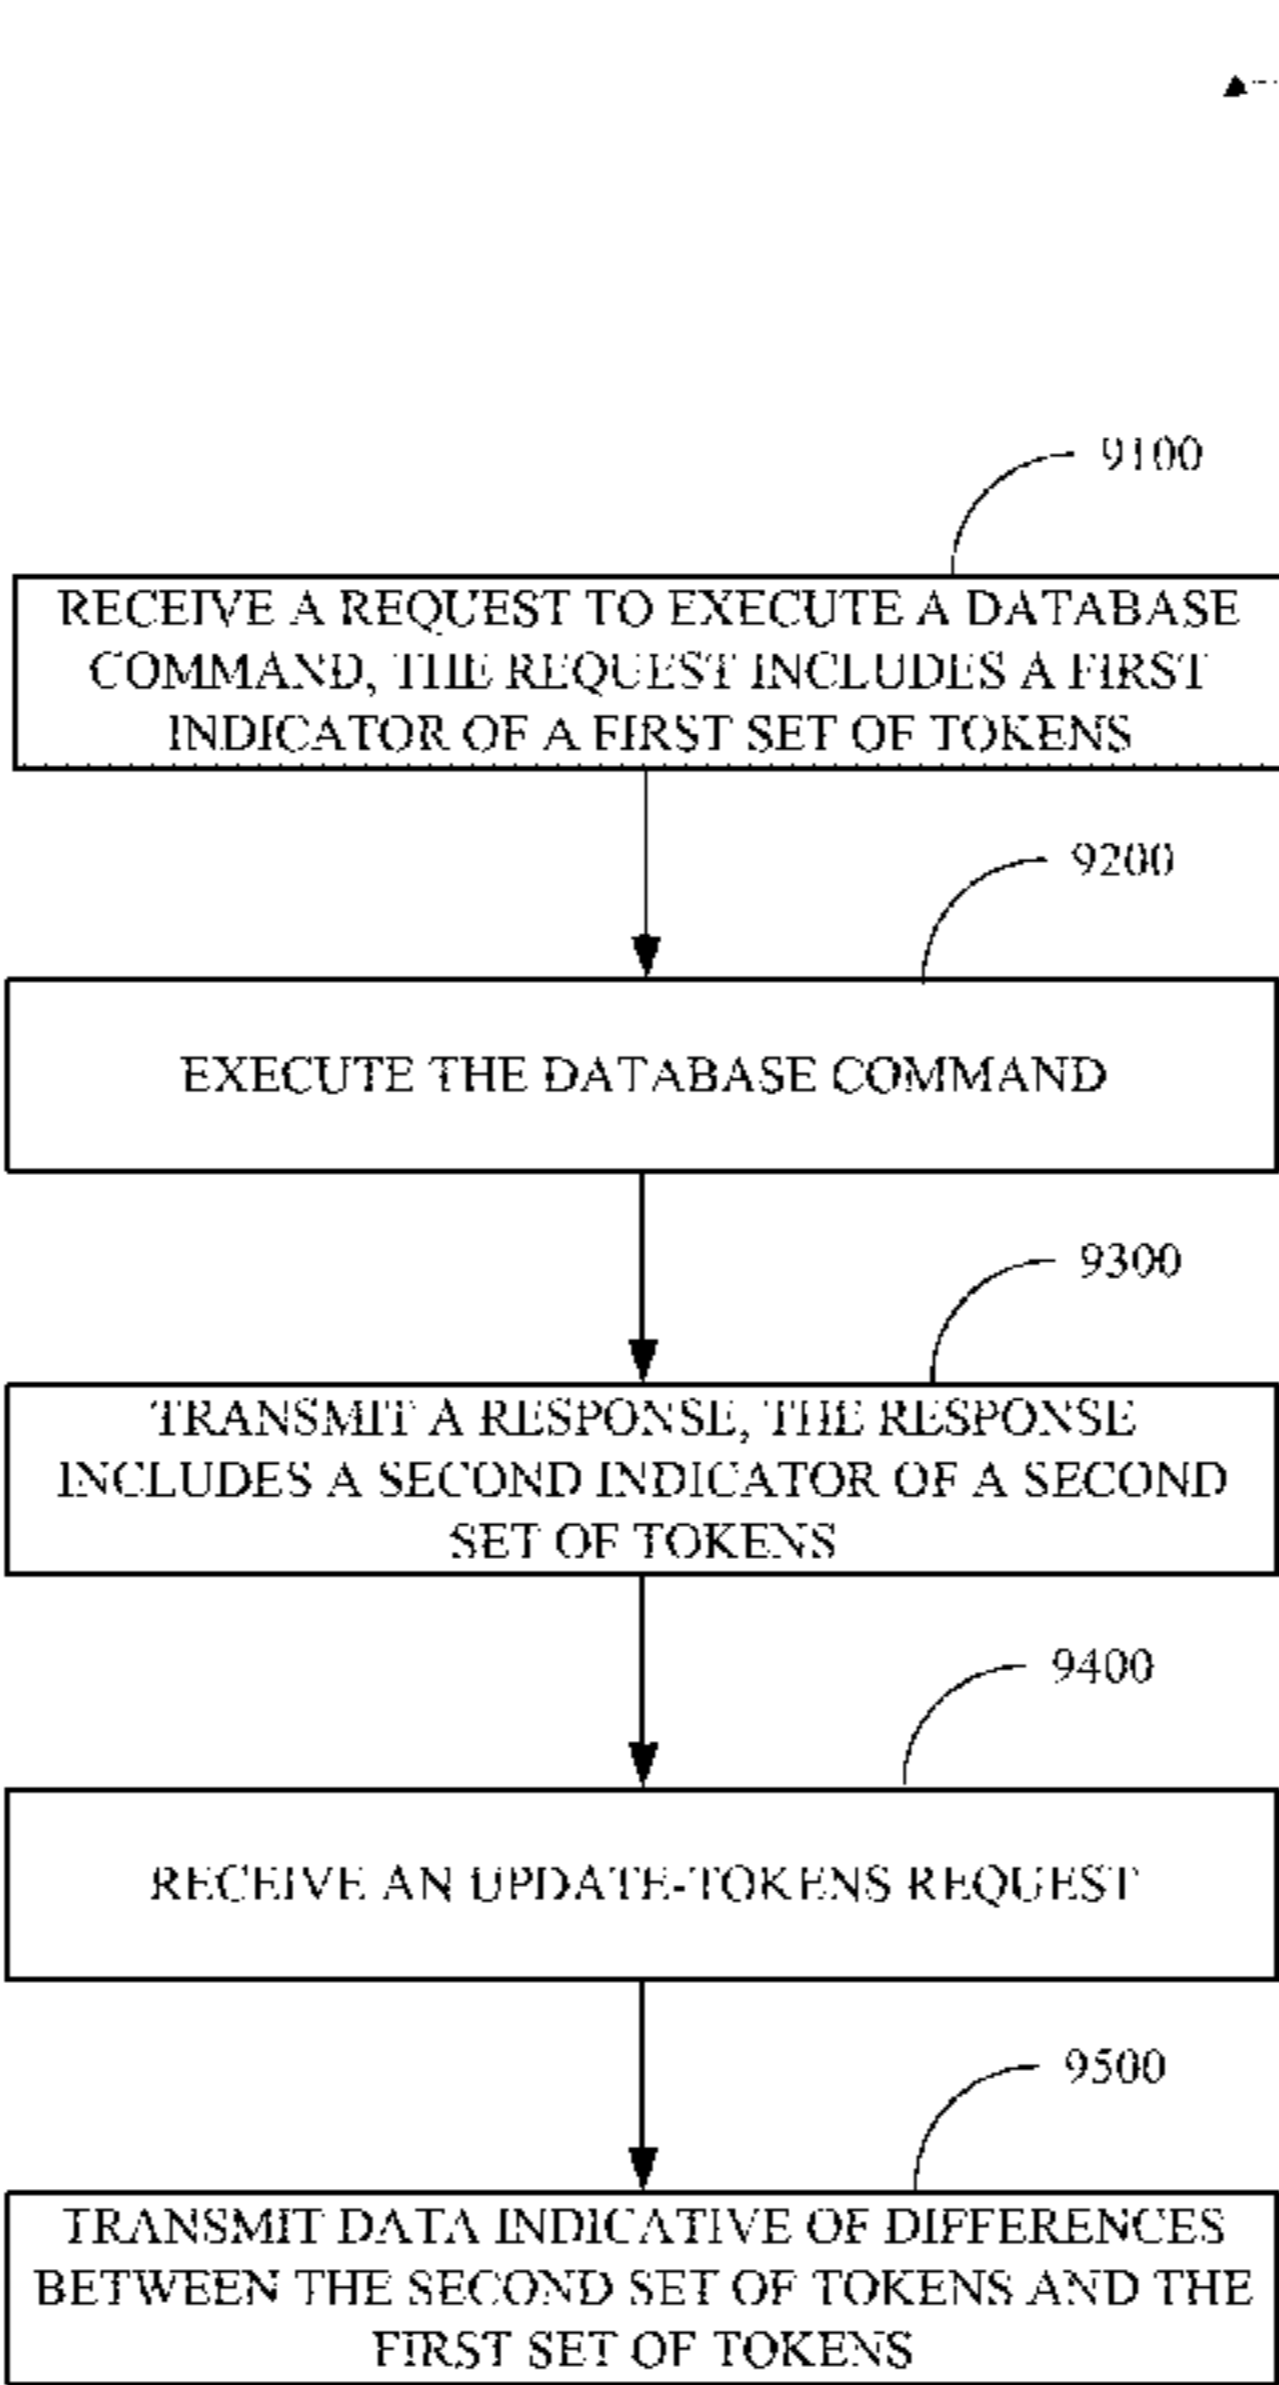 9100
RECEIVE A REQUEST TO EXECUTE A DATABASE
COMMAND, THE REQUEST INCLUDES A FIRST
INDICATOR OF A FIRST SET OF TOKENS
9200
EXECUTE THE DATABASE COMMAND
9300
TRANSMIT A RESPONSE, THE RESPONSE
INCLUDES A SECOND INDICATOR OF A SECOND
SET OF TOKENS
9400
RECEIVE AN UPDATE-TOKENS REQUEST
9500
TRANSMIT DATA INDICATIVE OF DIFFERENCES
BETWEEN THE SECOND SET OF TOKENS AND THE
FIRST SET OF TOKENS